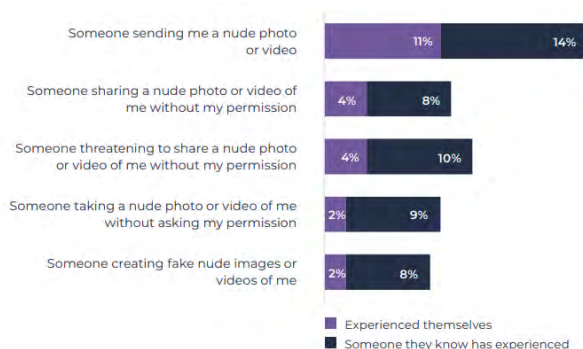 Someone sending me a nude photo
or video
11% 14%
Someone sharing a nude photo or video of
me without my permission
4% 8%
Someone threatening to share a nude photo
or video of me without my permission
4% 10%
Someone taking a nude photo or video of me
without asking my permission
2% 9%
Someone creating fake nude images or
videos of me
2% 8%
Experienced themselves
Someone they know has experienced